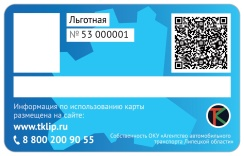 Льготная
№ 53 000001
Информация по использованию карты
размещена на сайте:
www.tklip.ru
8 800 200 90 55
Собственность ОКУ «Агентство автомобильного
транспорта Липецкой области»